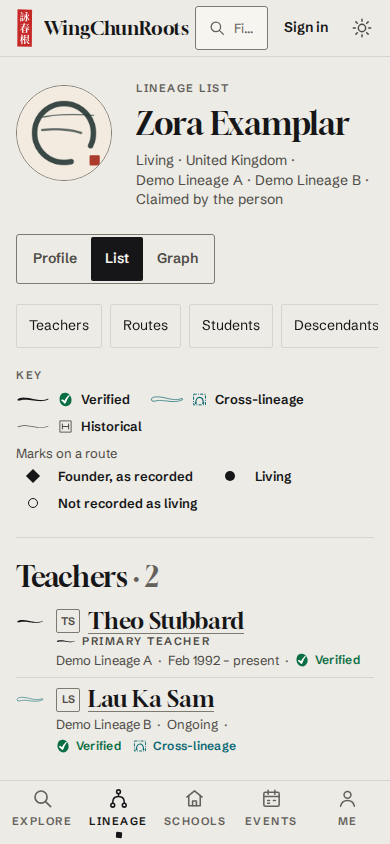 詠春根
WingChunRoots
Fi...
Sign in
LINEAGE LIST
Zora Examplar
Living · United Kingdom ·
Demo Lineage A · Demo Lineage B ·
Claimed by the person
Profile
List
Graph
Teachers
Routes
Students
Descendants
KEY
Verified
Cross-lineage
H Historical
Marks on a route
Founder, as recorded
Living
Not recorded as living
Teachers · 2
TS Theo Stubbard
PRIMARY TEACHER
Demo Lineage A · Feb 1992 – present · Verified
LS Lau Ka Sam
Demo Lineage B · Ongoing ·
Verified Cross-lineage
EXPLORE
LINEAGE
SCHOOLS
EVENTS
ME